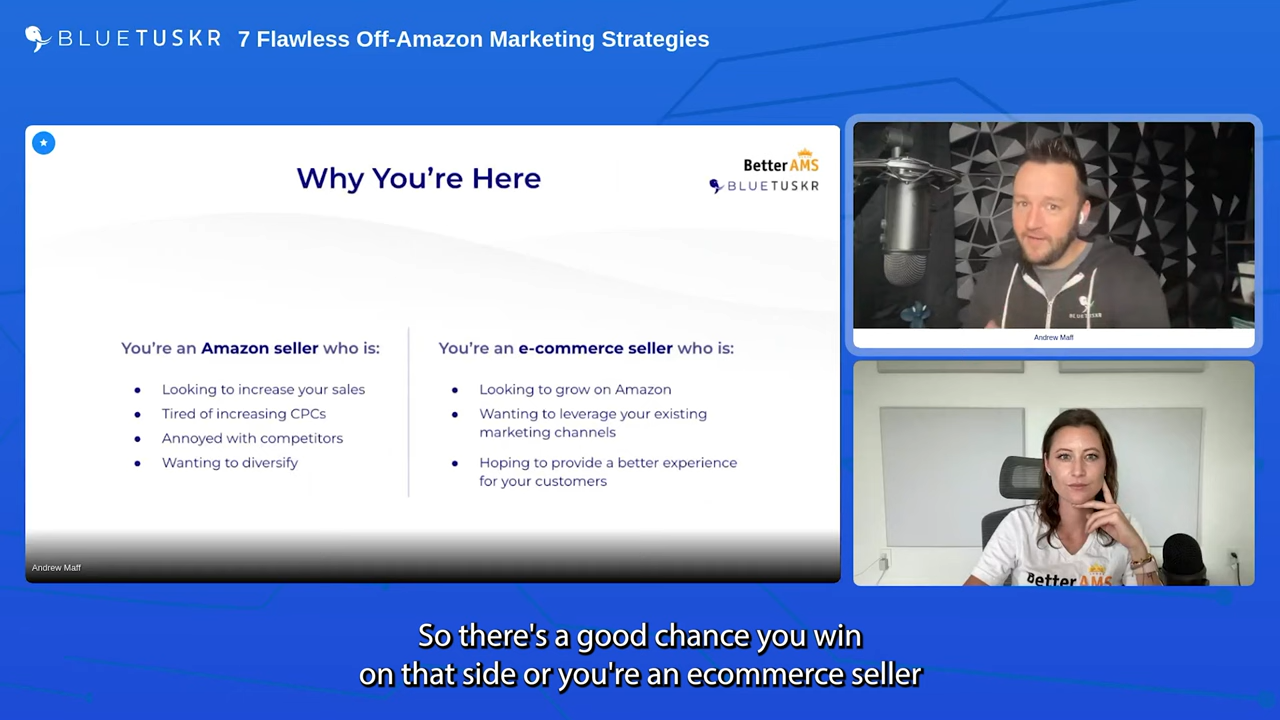 BLUETUSKR 7 Flawless Off-Amazon Marketing Strategies
Why You're Here
BetterAMS
BLUETUSKR
You're an Amazon seller who is:
● Looking to increase your sales
● Tired of increasing CPCs
● Annoyed with competitors
● Wanting to diversify
You're an e-commerce seller who is:
● Looking to grow on Amazon
● Wanting to leverage your existing
marketing channels
● Hoping to provide a better experience
for your customers
Andrew Maff
BLUETUSKR
Andrew Maff
BetterAMS
So there's a good chance you win
on that side or you're an ecommerce seller